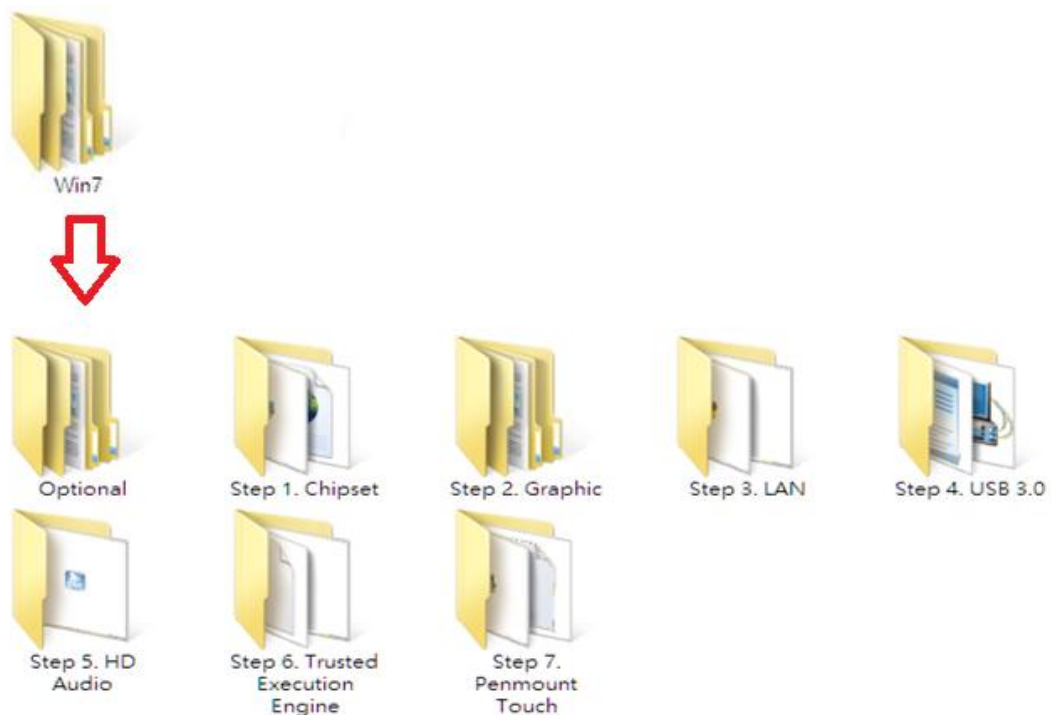 Win7
Optional
Step 1. Chipset
Step 2. Graphic
Step 3. LAN
Step 4. USB 3.0
Step 5. HD
Audio
Step 6. Trusted
Execution
Engine
Step 7.
Penmount
Touch